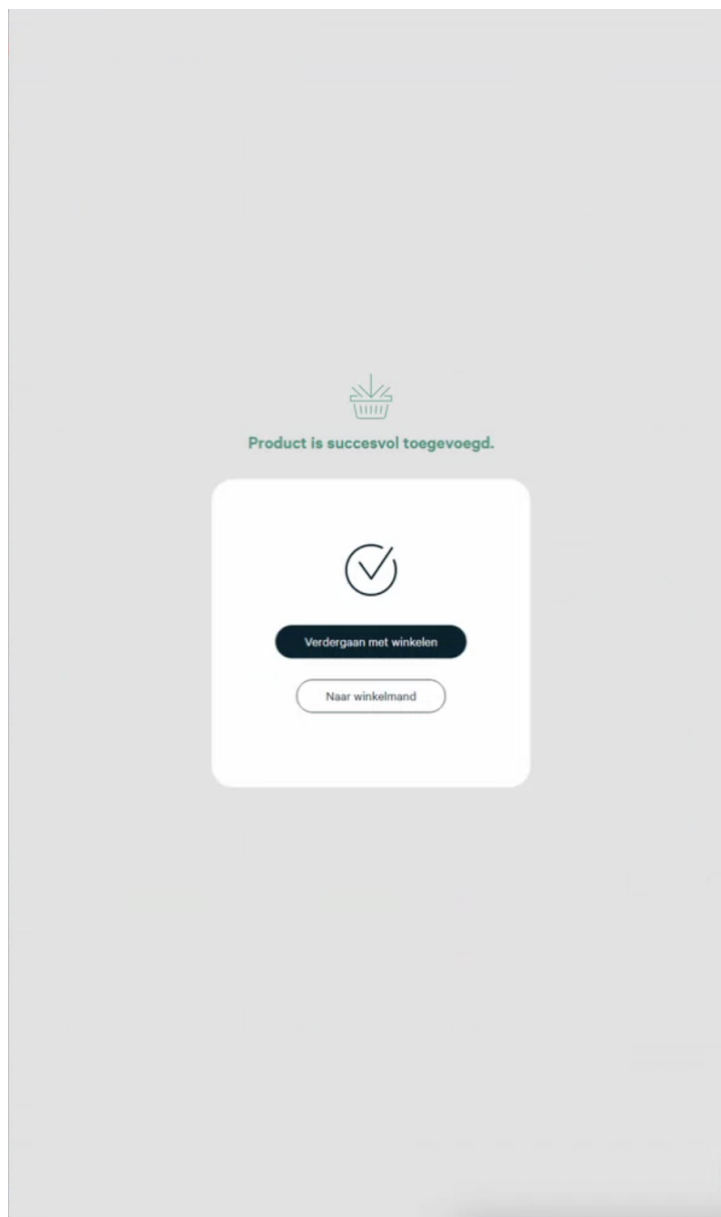 Product is succesvol toegevoegd.
Verdergaan met winkelen
Naar winkelmand